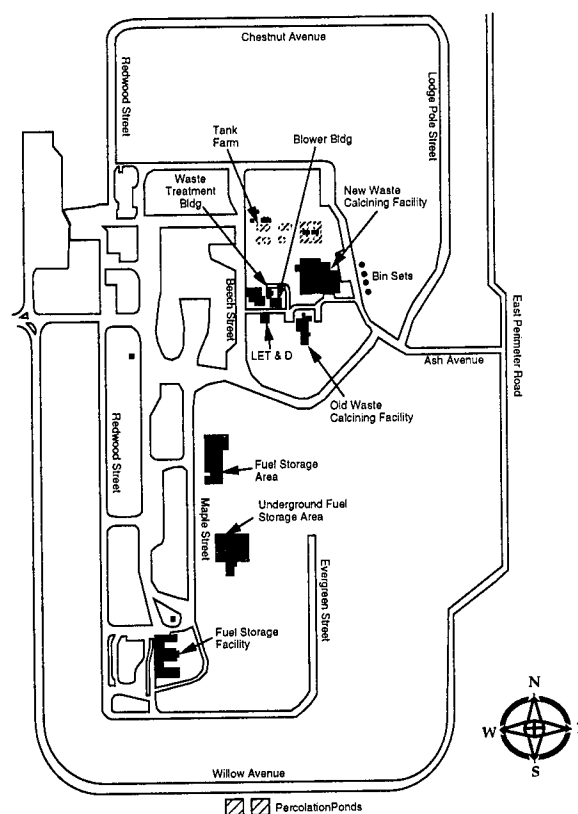 Chestnut Avenue
Redwood Street
Lodge Pole Street
Tank
Farm
Blower Bldg
Waste
Treatment
Bldg
New Waste
Calcining Facility
Bin Sets
Beech Street
East Perimeter Road
LET & D
Ash Avenue
Old Waste
Calcining Facility
Redwood Street
Fuel Storage
Area
Maple Street
Underground Fuel
Storage Area
Evergreen Street
Fuel Storage
Facility
N
W
S
Willow Avenue
PercolationPonds